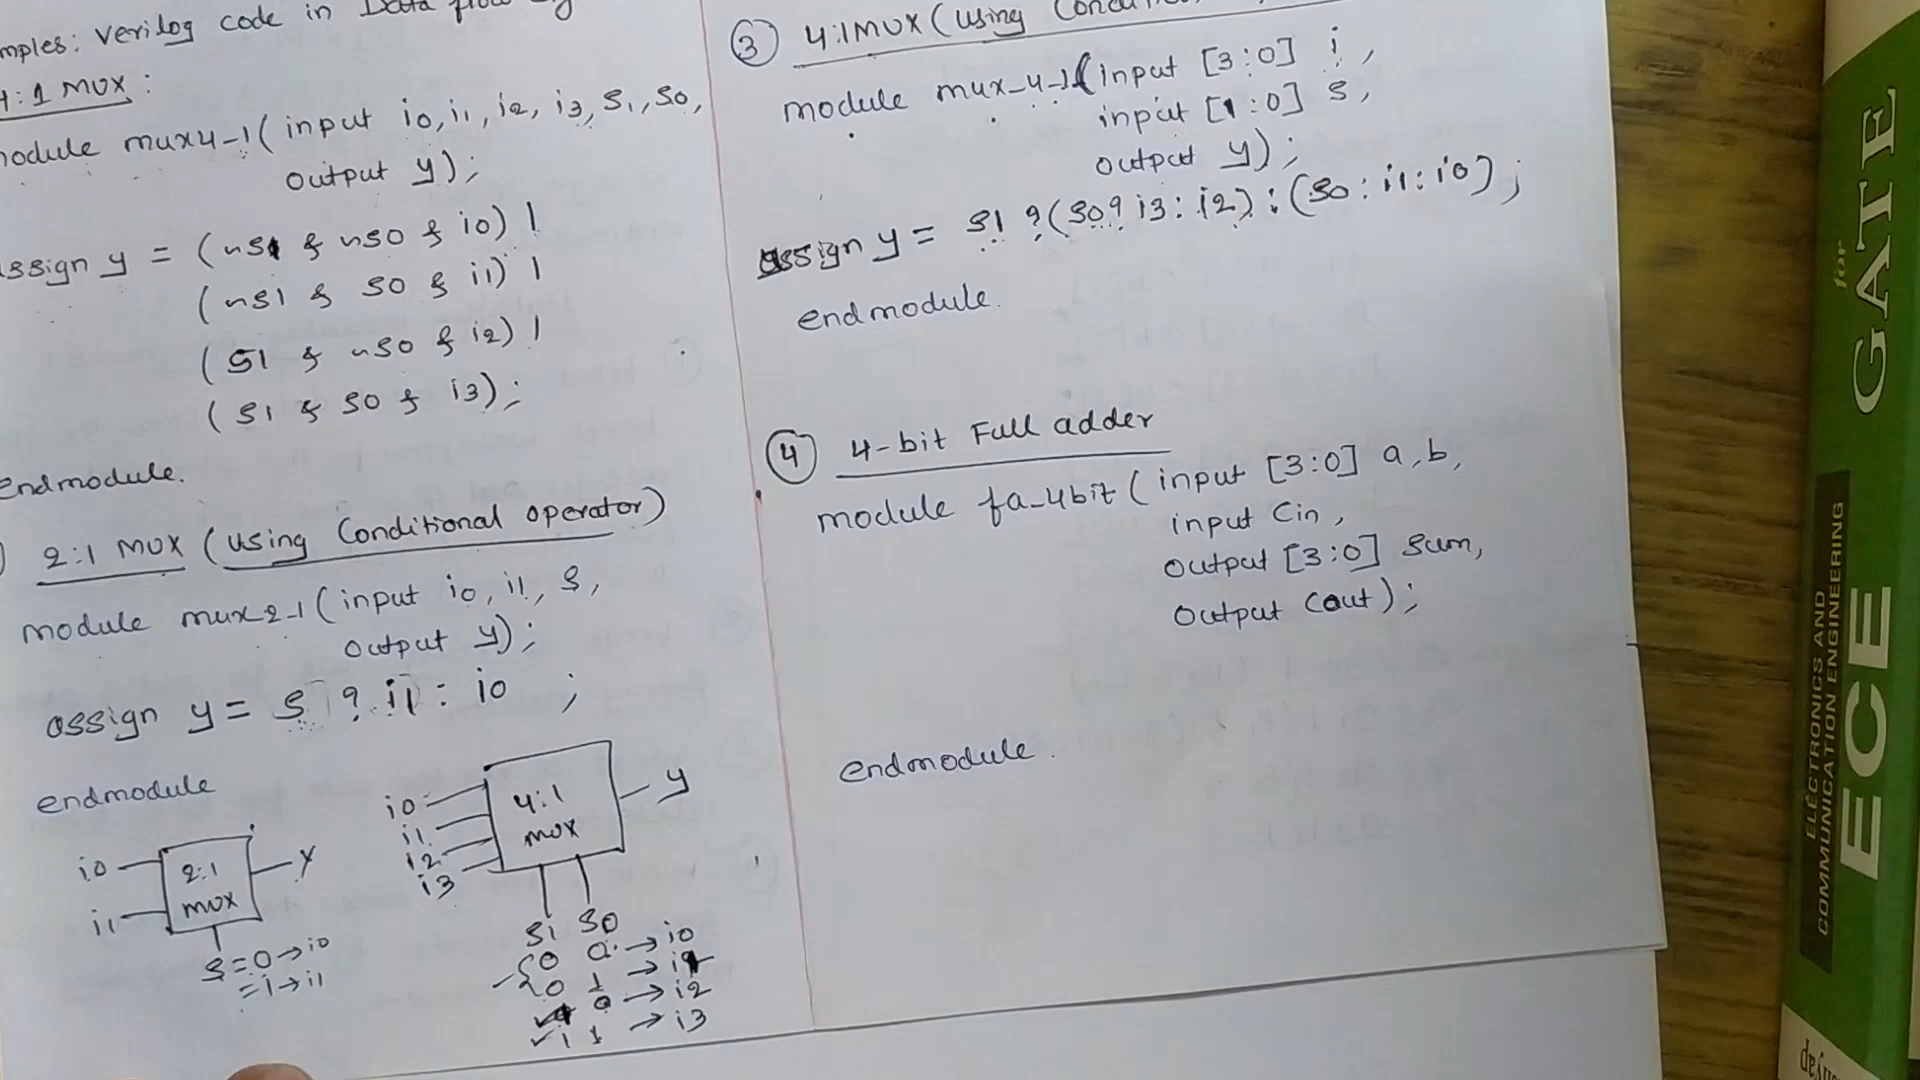 mples: Verilog code in Data flow
4:1 MUX :
module mux4-1( input i0, i1, i2, i3, S1, S0,
output y);
assign y = (~S1 & ~S0 & i0) |
(~S1 & S0 & i1) |
(S1 & ~S0 & i2) |
(S1 & S0 & i3);
endmodule.
2:1 MUX (using Conditional operator)
module mux2-1(input i0, i1, S,
output y);
assign y = S ? i1 : i0 ;
endmodule
i0
i1
2:1
mux
Y
S=0→i0
=1→i1
i0
i1
i2
i3
4:1
mux
y
S1 S0
0 0 → i0
0 1 → i1
0 → i2
1 1 → i3
3 4:1MUX (using
module mux_4-1(input [3:0] i,
input [1:0] S,
output y);
assign y = S1 ?(S0? i3: i2) : (S0: i1: i0);
endmodule.
4 4-bit Full adder
module fa_4bit (input [3:0] a, b,
input Cin,
output [3:0] Sum,
output Cout);
endmodule.
for
GATE
ELECTRONICS AND
COMMUNICATION ENGINEERING
ECE